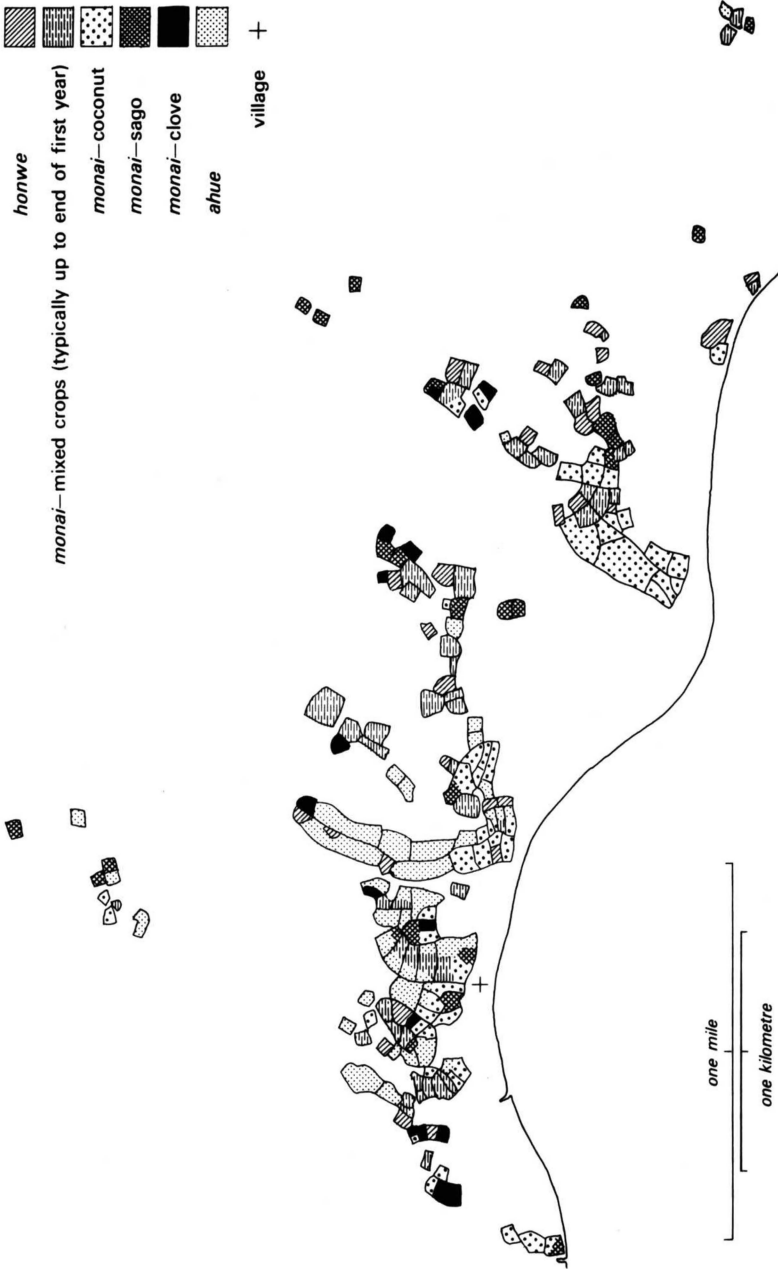 honwe
monai—mixed crops (typically up to end of first year)
monai—coconut
monai—sago
monai—clove
ahue
+ village
one mile
one kilometre